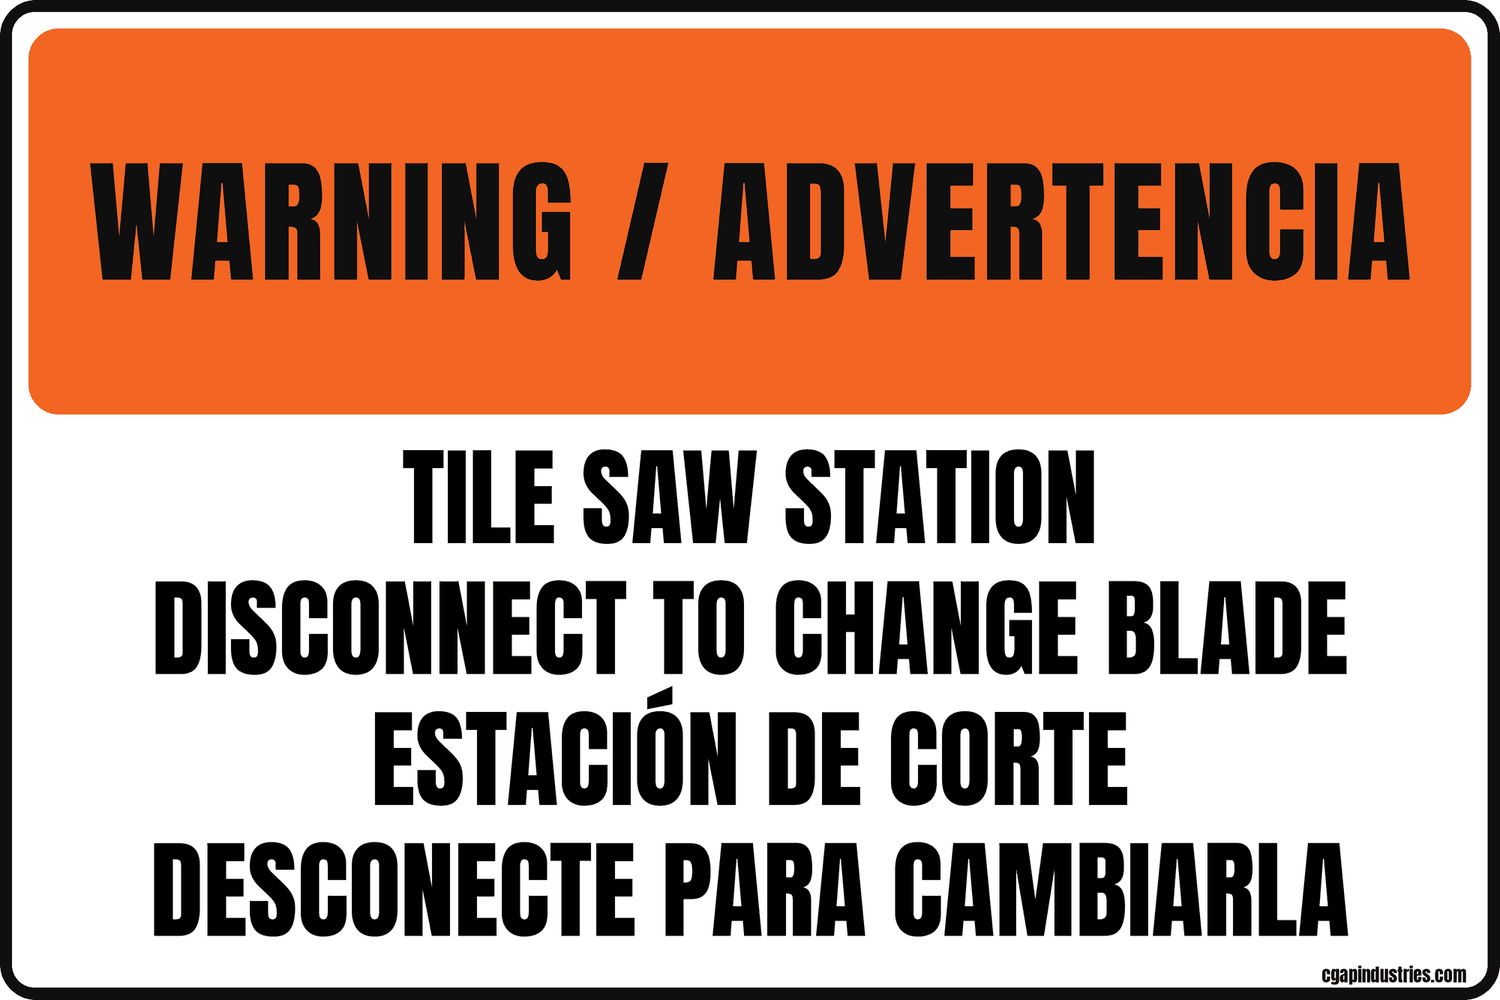 WARNING / ADVERTENCIA
TILE SAW STATION
DISCONNECT TO CHANGE BLADE
ESTACIÓN DE CORTE
DESCONECTE PARA CAMBIARLA
cgapindustries.com